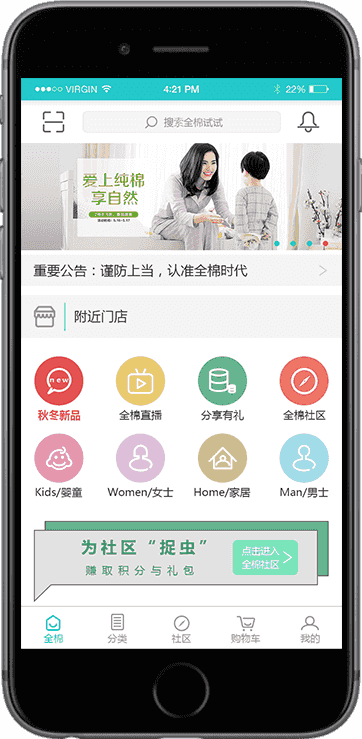 VIRGIN
4:21 PM
22%
搜索全棉试试
爱上纯棉
享自然
重要公告：谨防上当，认准全棉时代
附近门店
new
秋冬新品
全棉直播
分享有礼
全棉社区
Kids/婴童
Women/女士
Home/家居
Man/男士
为社区“捉虫”
赚取积分与礼包
点击进入
全棉社区
全棉
分类
社区
购物车
我的